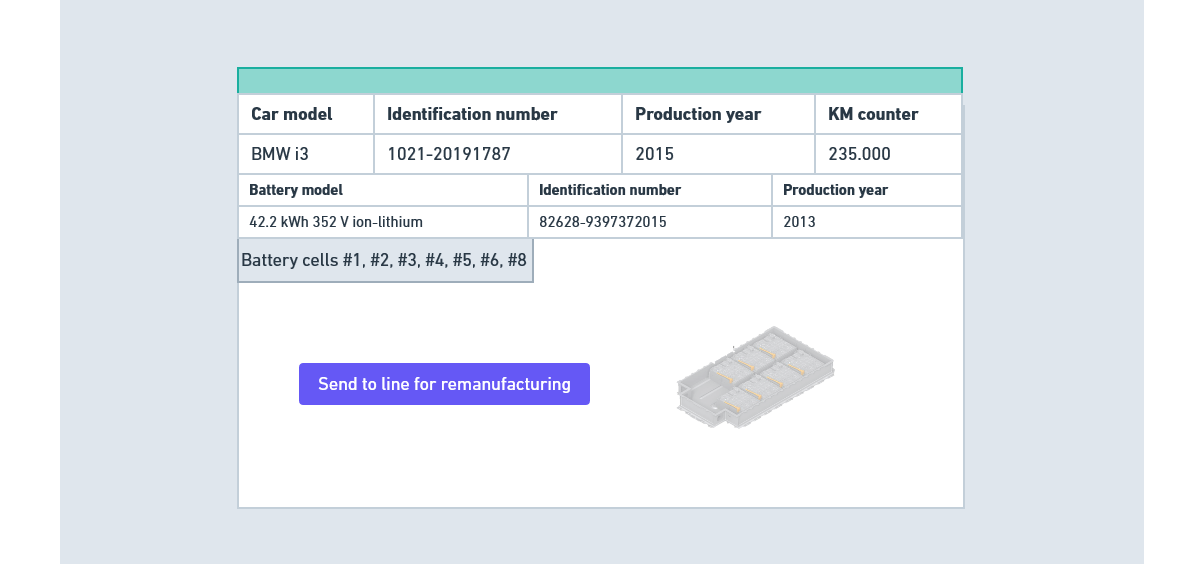 Car model Identification number Production year KM counter
BMW i3 1021-20191787 2015 235.000
Battery model Identification number Production year
42.2 kWh 352 V ion-lithium 82628-9397372015 2013
Battery cells #1, #2, #3, #4, #5, #6, #8
Send to line for remanufacturing